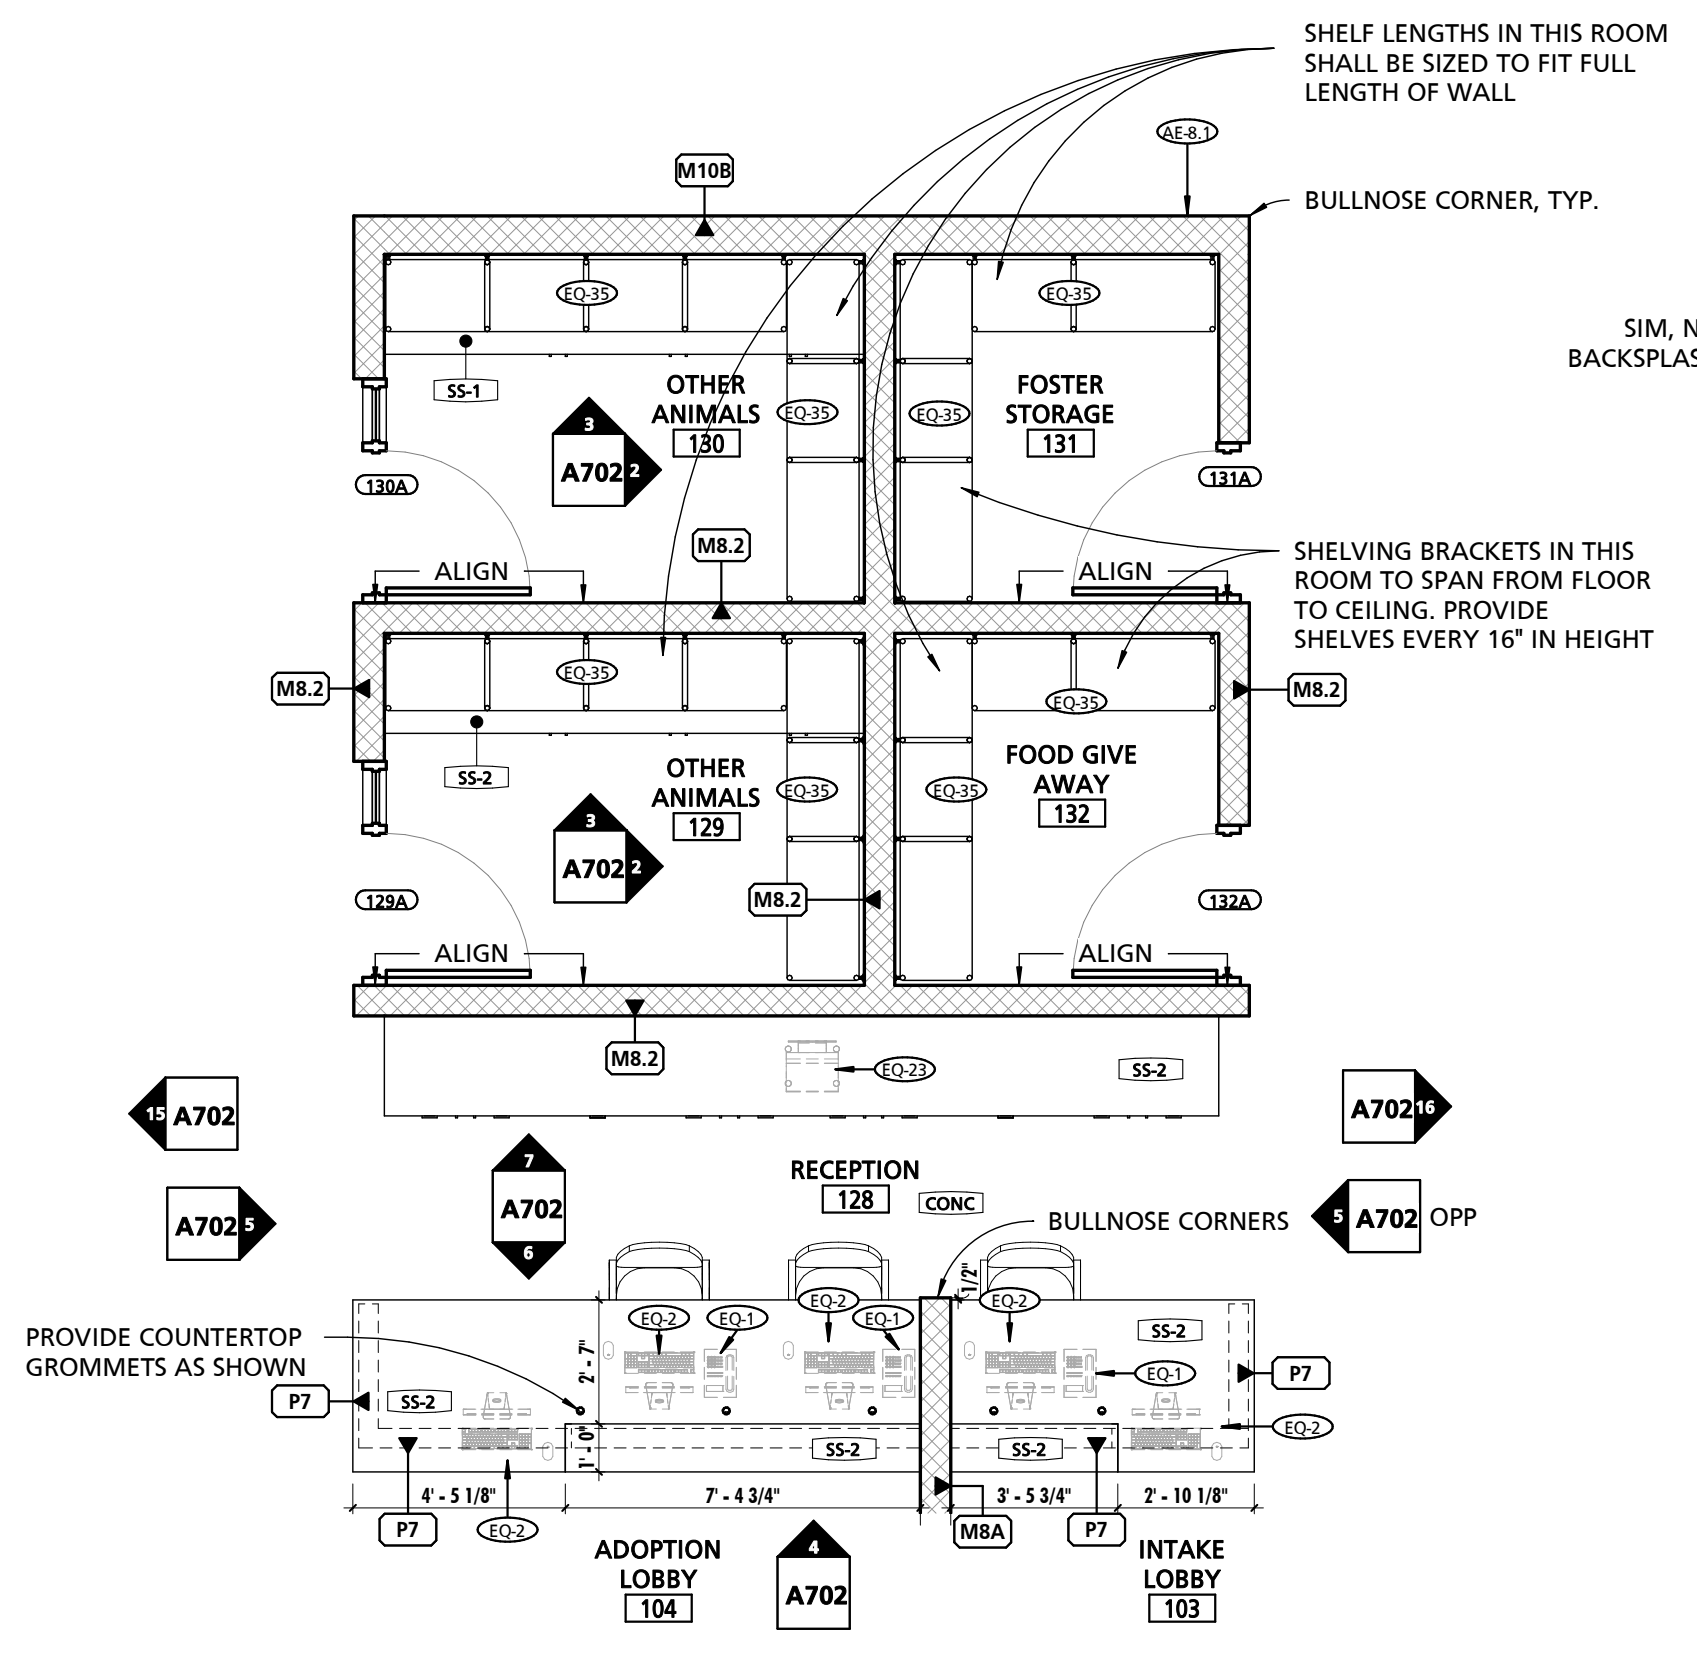 SHELF LENGTHS IN THIS ROOM
SHALL BE SIZED TO FIT FULL
LENGTH OF WALL
AE-8.1
M10B
BULLNOSE CORNER, TYP.
EQ-35
EQ-35
SIM, N
BACKSPLAS
SS-1
OTHER
ANIMALS
130
EQ-35
EQ-35
FOSTER
STORAGE
131
3
A702
2
130A
131A
M8.2
ALIGN
ALIGN
SHELVING BRACKETS IN THIS
ROOM TO SPAN FROM FLOOR
TO CEILING. PROVIDE
SHELVES EVERY 16" IN HEIGHT
EQ-35
M8.2
M8.2
EQ-35
SS-2
OTHER
ANIMALS
129
EQ-35
EQ-35
FOOD GIVE
AWAY
132
3
A702
2
129A
M8.2
132A
ALIGN
ALIGN
M8.2
EQ-23
SS-2
15
A702
A702
16
7
A702
6
RECEPTION
128
CONC
A702
5
BULLNOSE CORNERS
5
A702
OPP
1/2"
EQ-2
EQ-2
EQ-2
EQ-1
EQ-1
SS-2
PROVIDE COUNTERTOP
GROMMETS AS SHOWN
2' - 7"
EQ-1
P7
P7
SS-2
EQ-2
1' - 0"
SS-2
SS-2
4' - 5 1/8"
7' - 4 3/4"
3' - 5 3/4"
2' - 10 1/8"
P7
EQ-2
M8A
P7
ADOPTION
LOBBY
104
4
A702
INTAKE
LOBBY
103